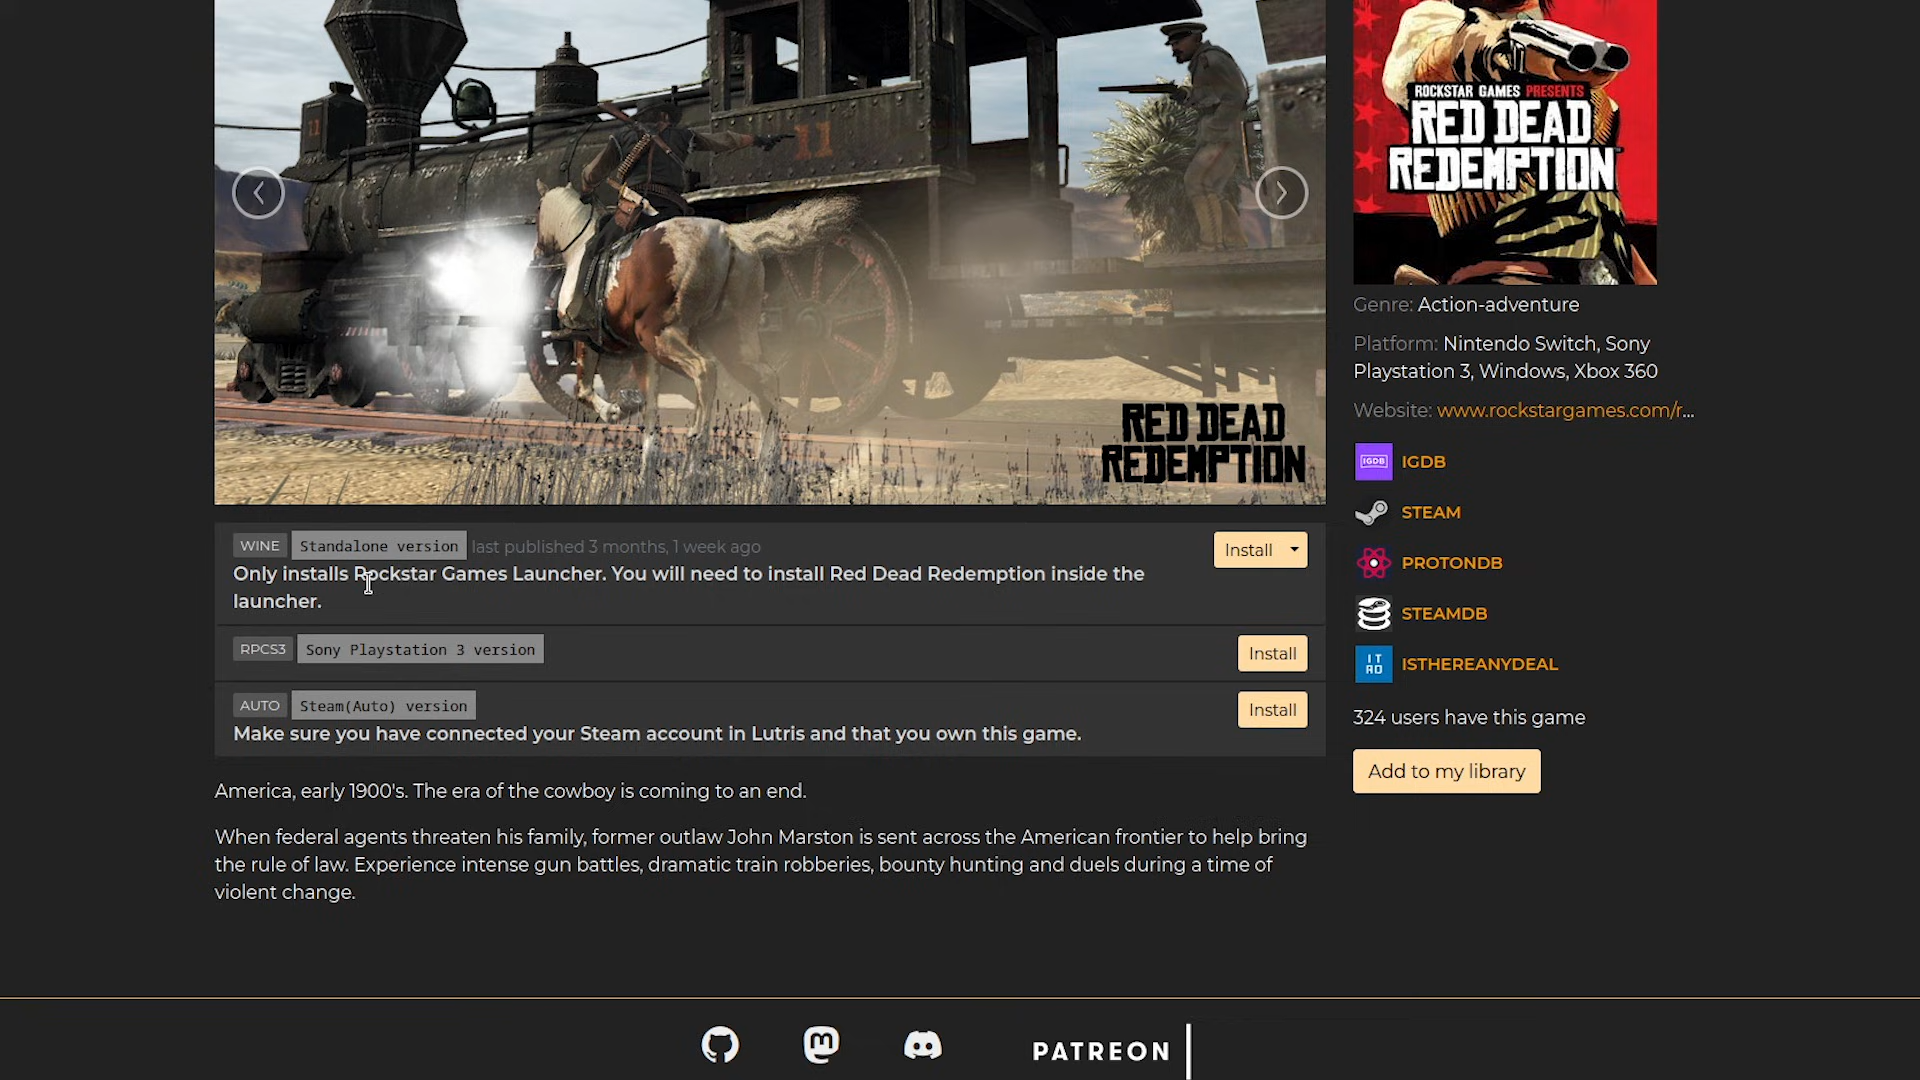 11
11
ROCKSTAR GAMES PRESENTS
RED DEAD
REDEMPTION
RED DEAD
REDEMPTION
Genre: Action-adventure
Platform: Nintendo Switch, Sony
Playstation 3, Windows, Xbox 360
Website: www.rockstargames.com/r...
IGDB IGDB
STEAM
PROTONDB
STEAMDB
IT
AD
ISTHEREANYDEAL
324 users have this game
Add to my library
WINE Standalone version last published 3 months, 1 week ago
Install
Only installs Rockstar Games Launcher. You will need to install Red Dead Redemption inside the
launcher.
RPCS3 Sony Playstation 3 version
Install
AUTO Steam(Auto) version
Install
Make sure you have connected your Steam account in Lutris and that you own this game.
America, early 1900's. The era of the cowboy is coming to an end.
When federal agents threaten his family, former outlaw John Marston is sent across the American frontier to help bring
the rule of law. Experience intense gun battles, dramatic train robberies, bounty hunting and duels during a time of
violent change.
PATREON